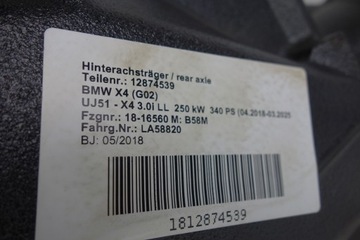 Hinterachsträger / rear axle
Tellenr.: 12874539
BMW X4 (G02)
UJ51 - X4 3.0i LL 250 kW 340 PS (04.2018-03.2025
Fzgnr.: 18-16560 M: B58M
Fahrg.Nr.: LA58820
BJ: 05/2018
1812874539